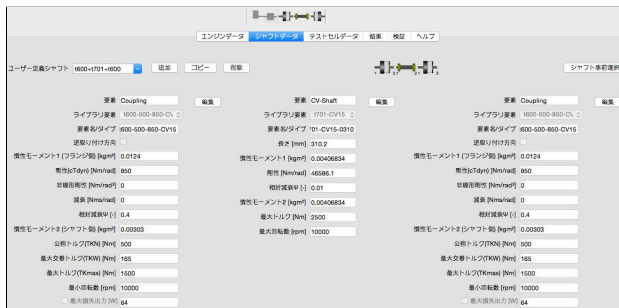 エンジンデータ シャフトデータ テストセルデータ 結果 検証 ヘルプ
ユーザー定義シャフト t600+t701+t600 追加 コピー 削除 シャフト事前選択
1 2 1 2 1 2
要素 Coupling 編集
ライブラリ要素 t600-500-CV
要素名/タイプ :600-500-850-CV15
逆取り付け方向
慣性モーメント1 (フランジ側) [kgm²] 0.0124
剛性(cTdyn) [Nm/rad] 850
非線形剛性 [Nm/rad³] 0
減衰 [Nms/rad] 0
相対減衰Ψ [-] 0.4
慣性モーメント2 (シャフト側) [kgm²] 0.00303
公称トルク(TKN) [Nm] 500
最大交番トルク(TKW) [Nm] 165
最大トルク(TKmax) [Nm] 1500
最小回転数 [rpm] 10000
最大損失出力 [W] 64
要素 CV-Shaft 編集
ライブラリ要素 t701-CV15
要素名/タイプ '01-CV15-0310
長さ [mm] 310.2
慣性モーメント1 [kgm²] 0.00406834
剛性 [Nm/rad] 46586.1
相対減衰Ψ [-] 0.01
慣性モーメント2 [kgm²] 0.00406834
最大トルク [Nm] 2500
最大回転数 [rpm] 10000
要素 Coupling 編集
ライブラリ要素 t600-500-CV
要素名/タイプ :600-500-850-CV15
逆取り付け方向
慣性モーメント1 (フランジ側) [kgm²] 0.0124
剛性(cTdyn) [Nm/rad] 850
非線形剛性 [Nm/rad³] 0
減衰 [Nms/rad] 0
相対減衰Ψ [-] 0.4
慣性モーメント2 (シャフト側) [kgm²] 0.00303
公称トルク(TKN) [Nm] 500
最大交番トルク(TKW) [Nm] 165
最大トルク(TKmax) [Nm] 1500
最小回転数 [rpm] 10000
最大損失出力 [W] 64